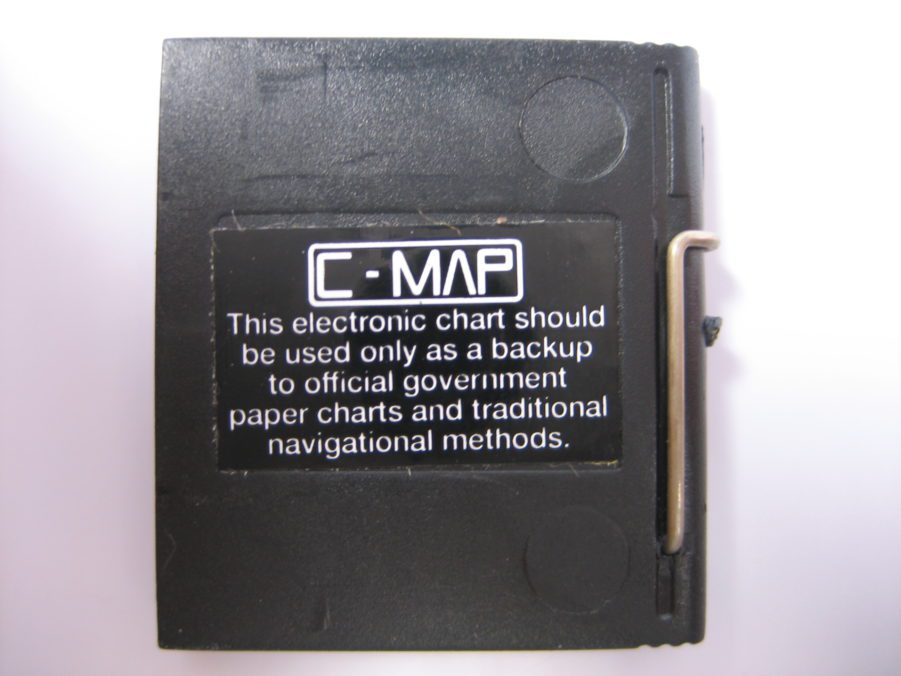 C-MAP
This electronic chart should
be used only as a backup
to official government
paper charts and traditional
navigational methods.